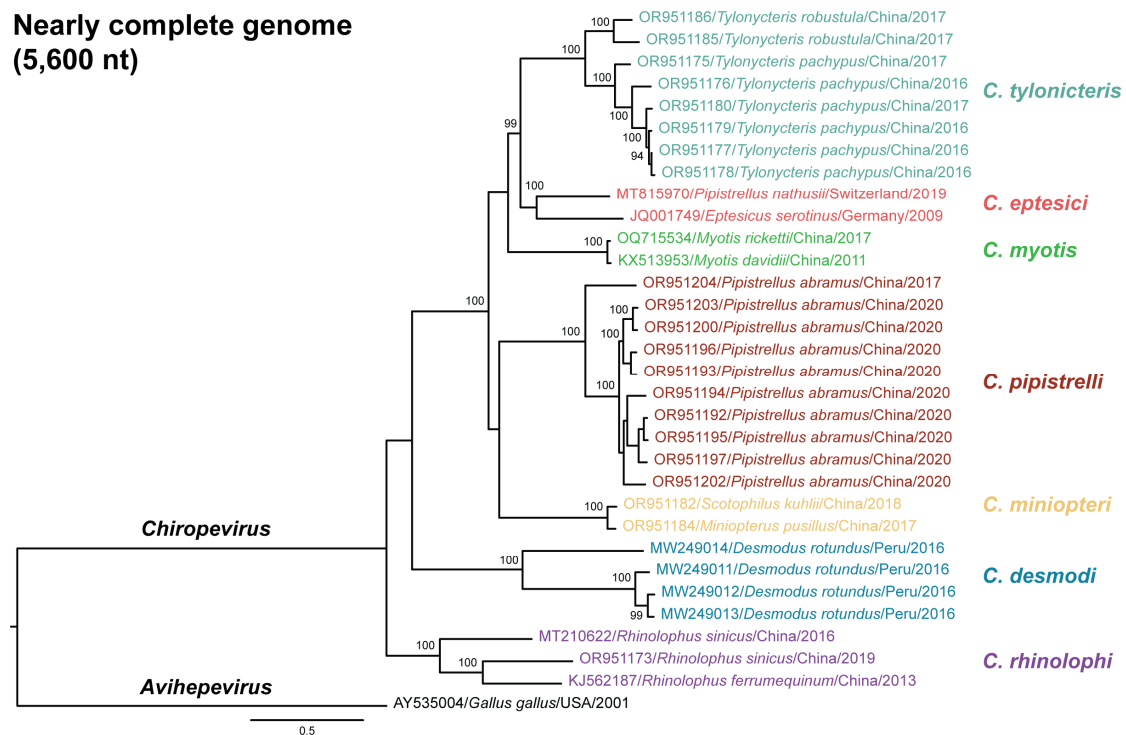 Nearly complete genome
(5,600 nt)
OR951186/Tylonycteris robustula/China/2017
100
OR951185/Tylonycteris robustula/China/2017
100
OR951175/Tylonycteris pachypus/China/2017
100
OR951176/Tylonycteris pachypus/China/2016
C. tylonicteris
OR951180/Tylonycteris pachypus/China/2017
100
99
OR951179/Tylonycteris pachypus/China/2016
100
OR951177/Tylonycteris pachypus/China/2016
94
OR951178/Tylonycteris pachypus/China/2016
100
MT815970/Pipistrellus nathusii/Switzerland/2019
C. eptesici
JQ001749/Eptesicus serotinus/Germany/2009
100
OQ715534/Myotis ricketti/China/2017
C. myotis
KX513953/Myotis davidii/China/2011
OR951204/Pipistrellus abramus/China/2017
100
OR951203/Pipistrellus abramus/China/2020
100
OR951200/Pipistrellus abramus/China/2020
100
100
OR951196/Pipistrellus abramus/China/2020
OR951193/Pipistrellus abramus/China/2020
C. pipistrelli
100
OR951194/Pipistrellus abramus/China/2020
OR951192/Pipistrellus abramus/China/2020
OR951195/Pipistrellus abramus/China/2020
OR951197/Pipistrellus abramus/China/2020
OR951202/Pipistrellus abramus/China/2020
100
OR951182/Scotophilus kuhlii/China/2018
C. miniopteri
OR951184/Miniopterus pusillus/China/2017
Chiropevirus
MW249014/Desmodus rotundus/Peru/2016
100
MW249011/Desmodus rotundus/Peru/2016
C. desmodi
100
MW249012/Desmodus rotundus/Peru/2016
MW249013/Desmodus rotundus/Peru/2016
99
MT210622/Rhinolophus sinicus/China/2016
100
OR951173/Rhinolophus sinicus/China/2019
C. rhinolophi
100
KJ562187/Rhinolophus ferrumequinum/China/2013
Avihepevirus
AY535004/Gallus gallus/USA/2001
0.5